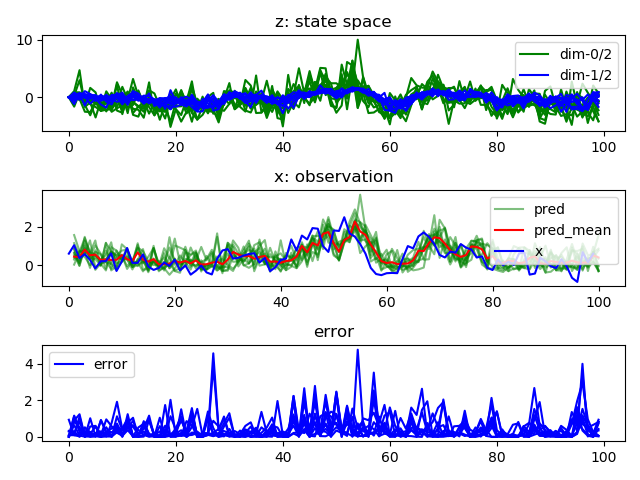 z: state space
10
0
dim-0/2
dim-1/2
0 20 40 60 80 100
x: observation
2
0
pred
pred_mean
x
0 20 40 60 80 100
error
4
2
0
error
0 20 40 60 80 100